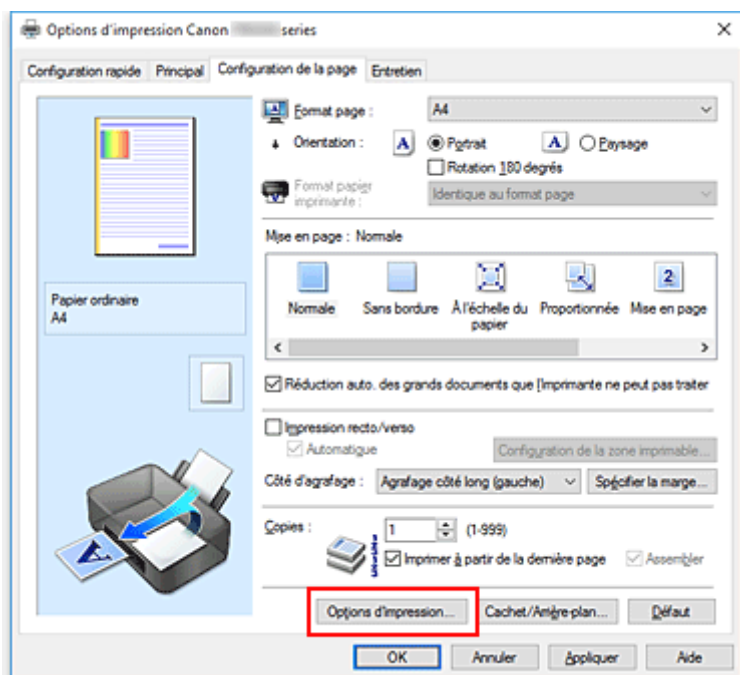 Options d'impression Canon series
Configuration rapide Principal Configuration de la page Entretien
Format page : A4
Orientation : A Portrait A Paysage
Rotation 180 degrés
Format papier imprimante : Identique au format page
Mise en page : Normale
Papier ordinaire
A4
Normale Sans bordure À l'échelle du papier Proportionnée Mise en page
Réduction auto. des grands documents que l'imprimante ne peut pas traiter
Impression recto/verso
Automatique Configuration de la zone imprimable...
Côté d'agrafage : Agrafage côté long (gauche) Spécifier la marge...
Copies : 1 (1-999)
Imprimer à partir de la dernière page Assembler
Options d'impression... Cachet/Arrière-plan... Défaut
OK Annuler Appliquer Aide